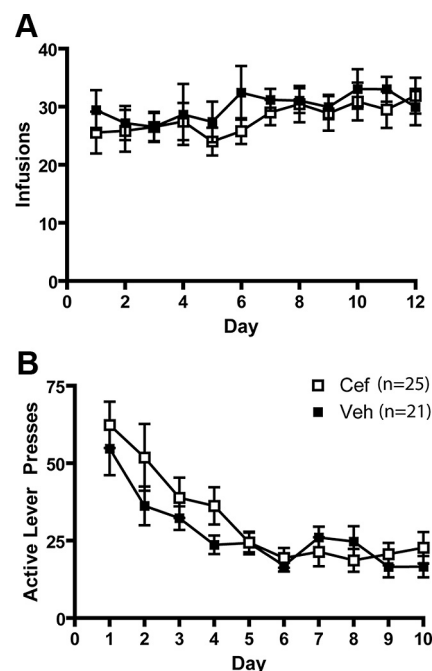 A
40
30
20
10
0
Infusions
0 2 4 6 8 10 12
Day
B
Cef (n=25)
Veh (n=21)
75
50
25
0
Active Lever Presses
0 1 2 3 4 5 6 7 8 9 10
Day